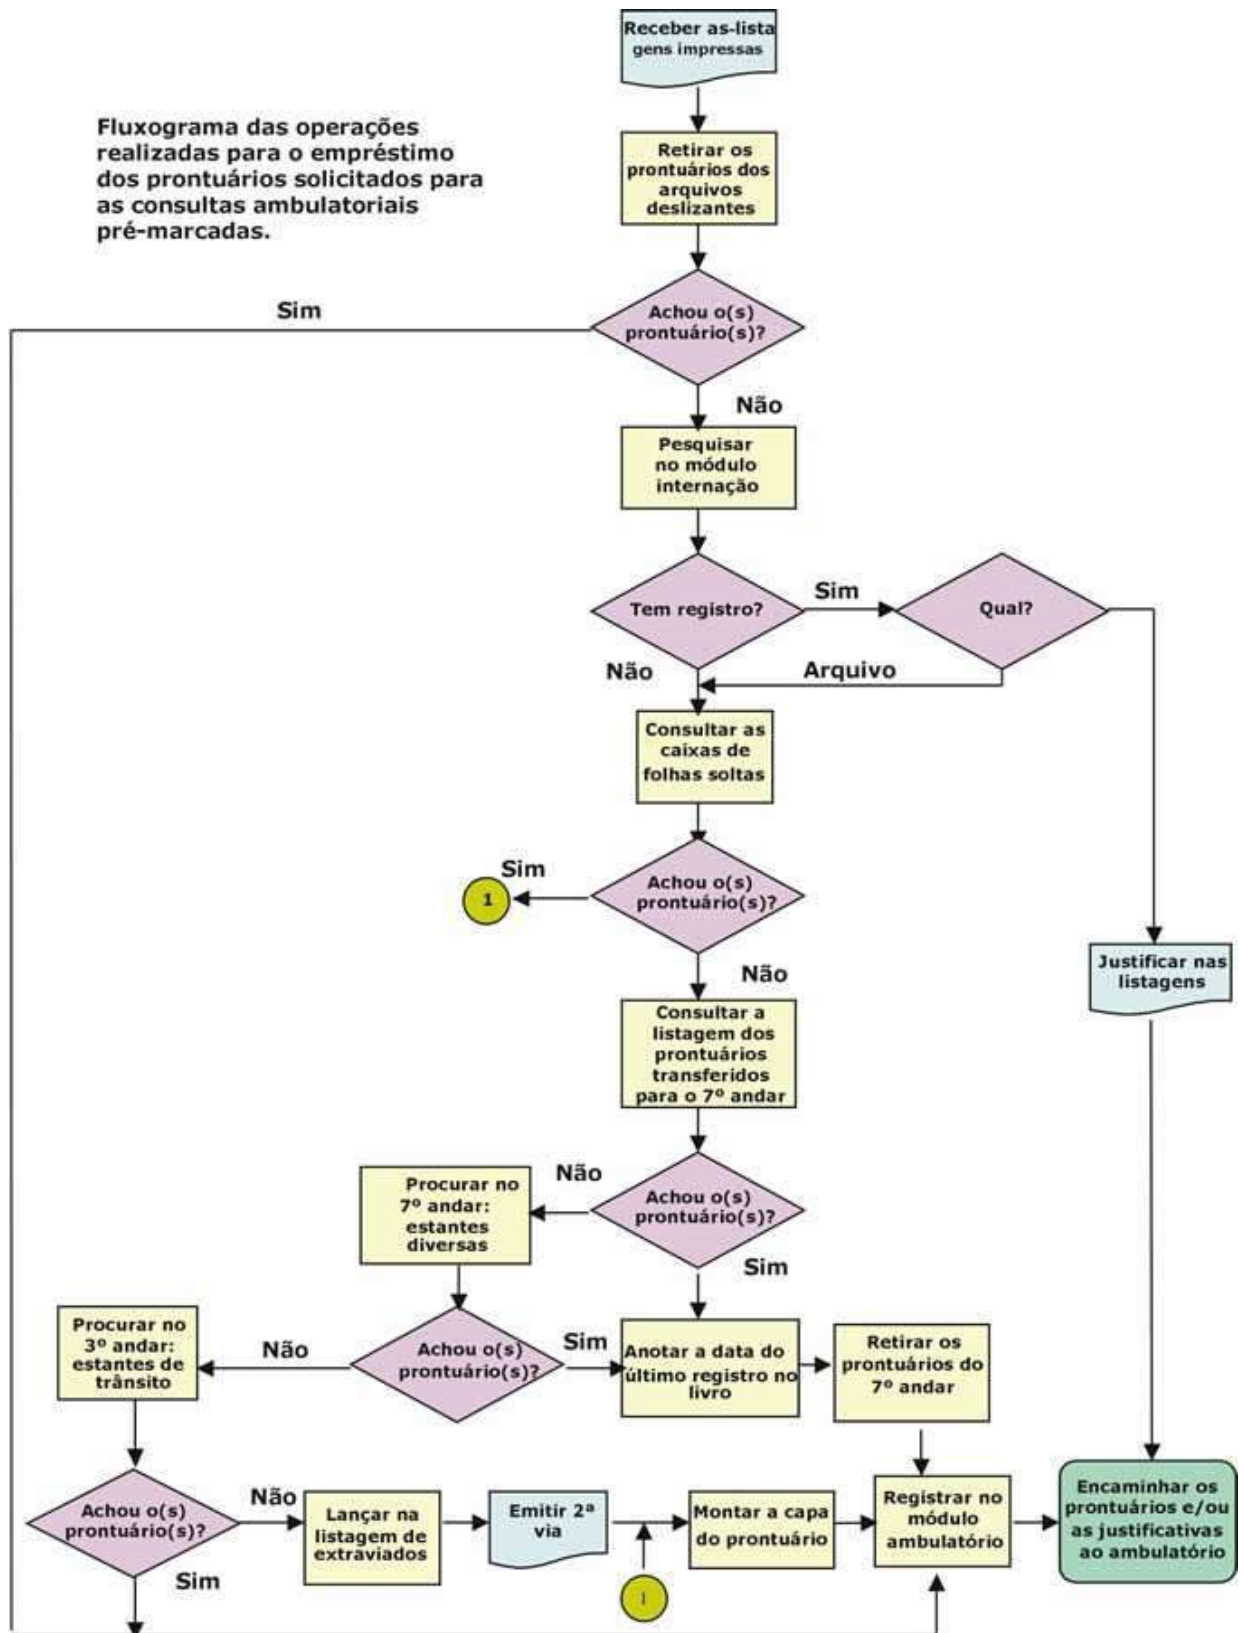 Receber as-lista
gens impressas
Fluxograma das operações
realizadas para o empréstimo
dos prontuários solicitados para
as consultas ambulatoriais
pré-marcadas.
Retirar os
prontuários dos
arquivos
deslizantes
Sim
Achou o(s)
prontuário(s)?
Não
Pesquisar
no módulo
internação
Tem registro?
Sim
Qual?
Não
Arquivo
Consultar as
caixas de
folhas soltas
Sim
1
Achou o(s)
prontuário(s)?
Não
Justificar nas
listagens
Consultar a
listagem dos
prontuários
transferidos
para o 7º andar
Não
Achou o(s)
prontuário(s)?
Procurar no
7º andar:
estantes
diversas
Sim
Procurar no
3º andar:
estantes de
trânsito
Não
Achou o(s)
prontuário(s)?
Sim
Anotar a data do
último registro no
livro
Retirar os
prontuários do
7º andar
Achou o(s)
prontuário(s)?
Não
Lançar na
listagem de
extraviados
Emitir 2ª
via
1
Montar a capa
do prontuário
Registrar no
módulo
ambulatório
Encaminhar os
prontuários e/ou
as justificativas
ao ambulatório
Sim